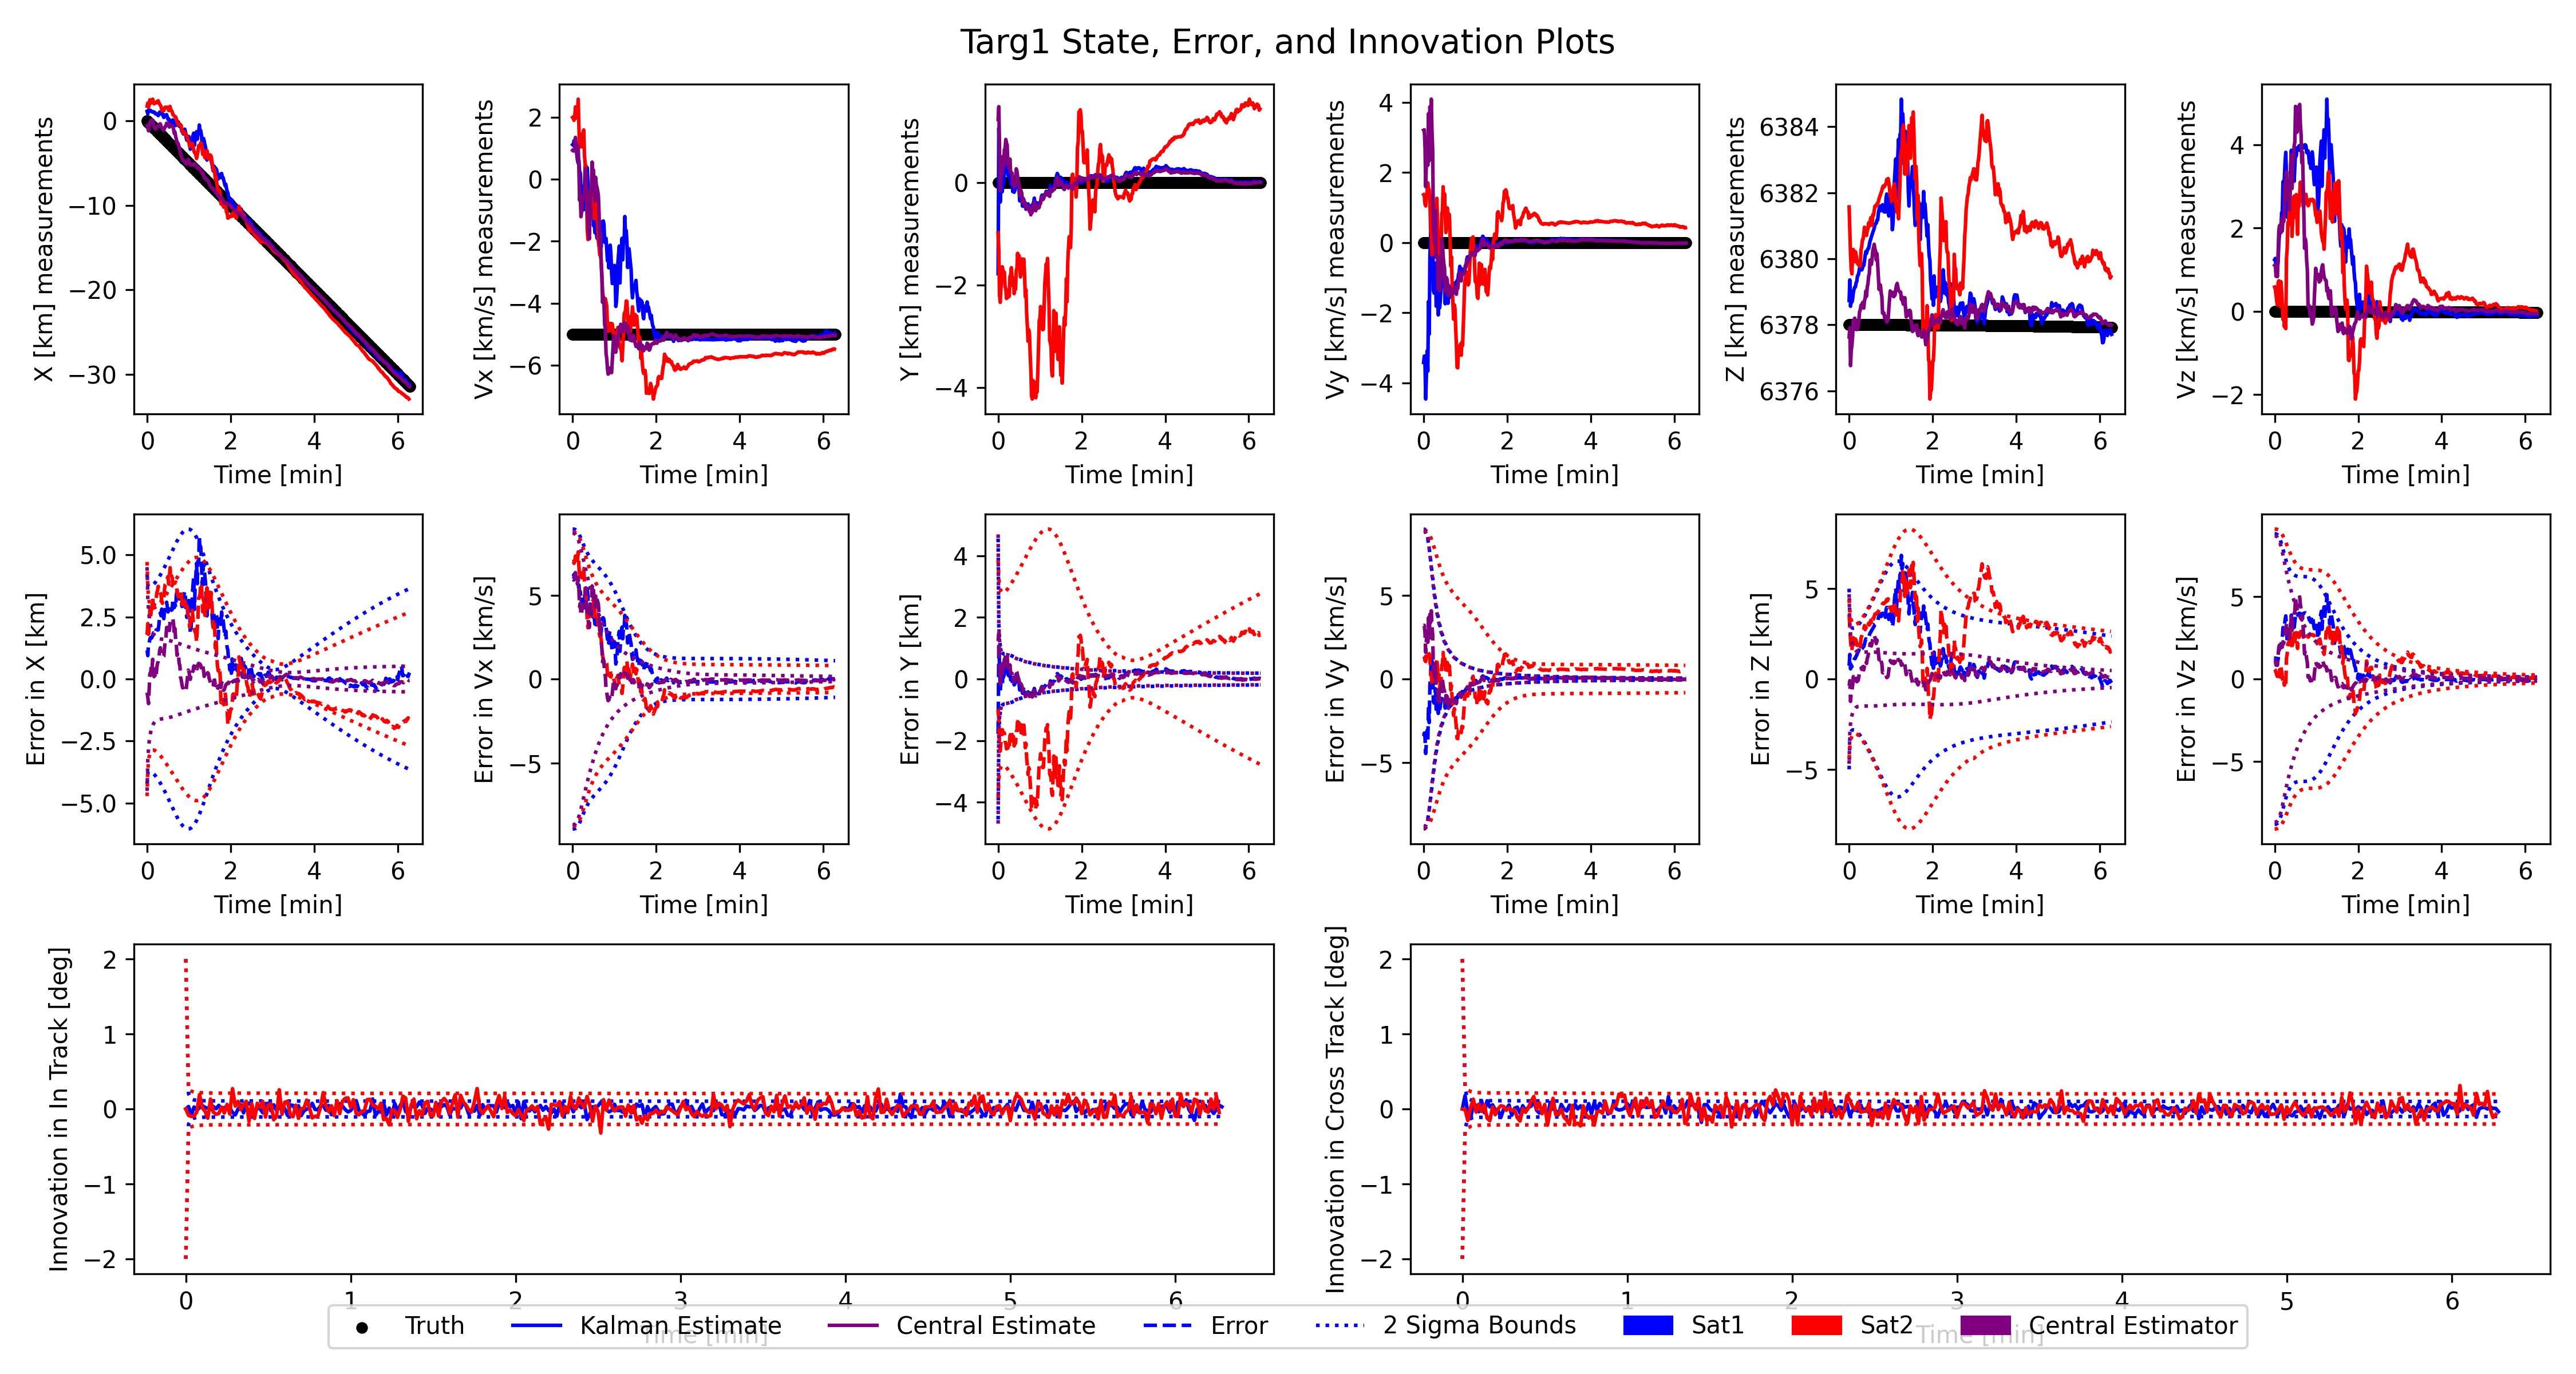 Targ1 State, Error, and Innovation Plots
X [km] measurements
0
−10
−20
−30
0 2 4 6
Time [min]
Vx [km/s] measurements
2
0
−2
−4
−6
0 2 4 6
Time [min]
Y [km] measurements
0
−2
−4
0 2 4 6
Time [min]
Vy [km/s] measurements
4
2
0
−2
−4
0 2 4 6
Time [min]
Z [km] measurements
6384
6382
6380
6378
6376
0 2 4 6
Time [min]
Vz [km/s] measurements
4
2
0
−2
0 2 4 6
Time [min]
Error in X [km]
5.0
2.5
0.0
−2.5
−5.0
0 2 4 6
Time [min]
Error in Vx [km/s]
5
0
−5
0 2 4 6
Time [min]
Error in Y [km]
4
2
0
−2
−4
0 2 4 6
Time [min]
Error in Vy [km/s]
5
0
−5
0 2 4 6
Time [min]
Error in Z [km]
5
0
−5
0 2 4 6
Time [min]
Error in Vz [km/s]
5
0
−5
0 2 4 6
Time [min]
Innovation in In Track [deg]
2
1
0
−1
−2
0 1 2 3 4 5 6
Time [min]
Innovation in Cross Track [deg]
2
1
0
−1
−2
0 1 2 3 4 5 6
Time [min]
Truth Kalman Estimate Central Estimate Error 2 Sigma Bounds Sat1 Sat2 Central Estimator